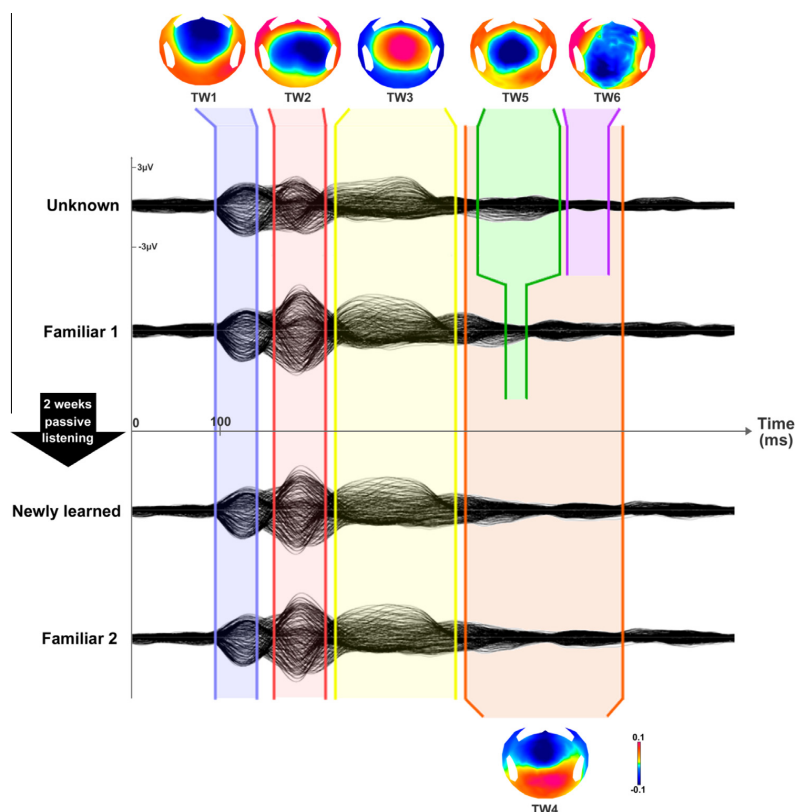 TW1 TW2 TW3 TW5 TW6
3µV
Unknown
-3µV
Familiar 1
2 weeks
passive
listening
0 100
Time
(ms)
Newly learned
Familiar 2
0.1
-0.1
TW4